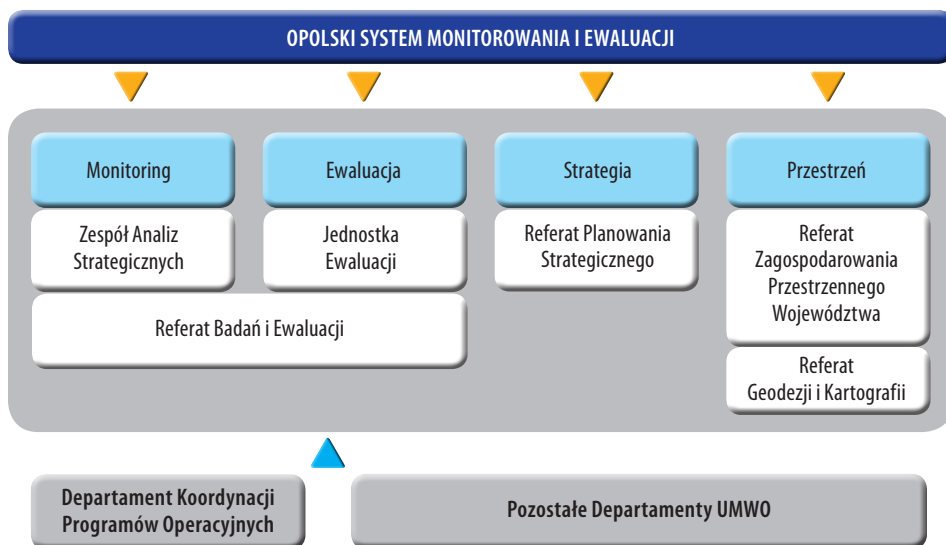 OPOLSKI SYSTEM MONITOROWANIA I EWALUACJI
Monitoring
Ewaluacja
Strategia
Przestrzeń
Zespół Analiz
Strategicznych
Jednostka
Ewaluacji
Referat Planowania
Strategicznego
Referat
Zagospodarowania
Przestrzennego
Województwa
Referat Badań i Ewaluacji
Referat
Geodezji i Kartografii
Departament Koordynacji
Programów Operacyjnych
Pozostałe Departamenty UMWO